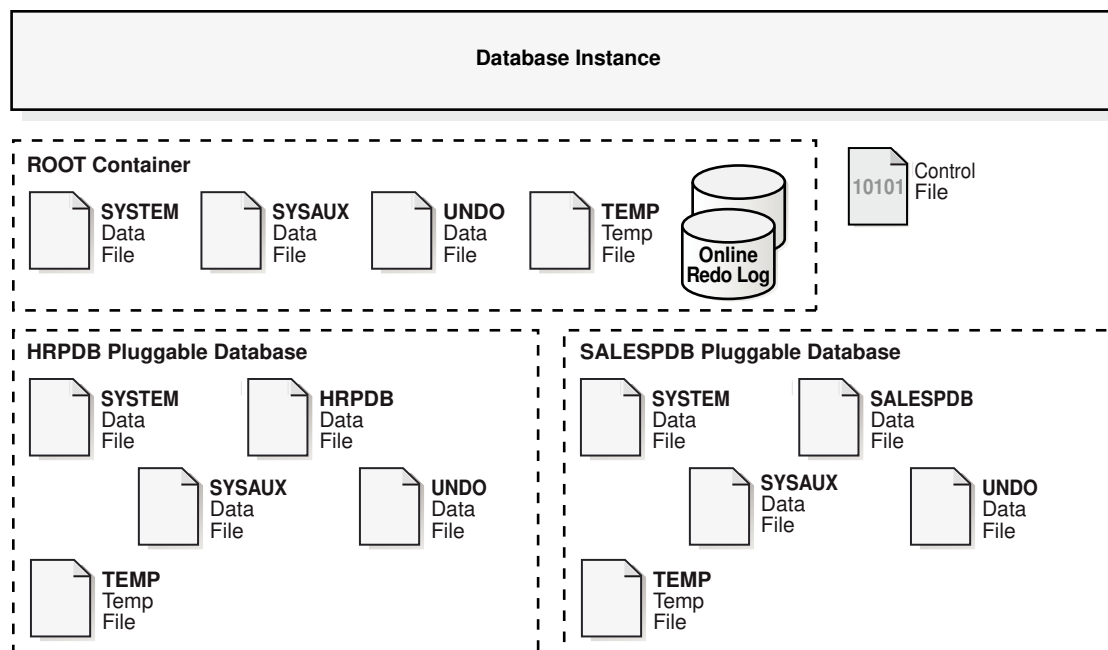 Database Instance
ROOT Container
SYSTEM
Data
File
SYSAUX
Data
File
UNDO
Data
File
TEMP
Temp
File
Online
Redo Log
10101
Control
File
HRPDB Pluggable Database
SYSTEM
Data
File
HRPDB
Data
File
SYSAUX
Data
File
UNDO
Data
File
TEMP
Temp
File
SALESPDB Pluggable Database
SYSTEM
Data
File
SALESPDB
Data
File
SYSAUX
Data
File
UNDO
Data
File
TEMP
Temp
File